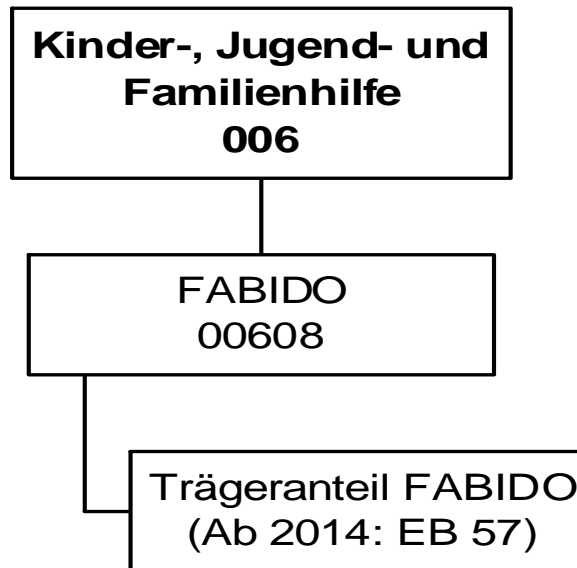 Kinder-, Jugend- und
Familienhilfe
006
FABIDO
00608
Trägeranteil FABIDO
(Ab 2014: EB 57)